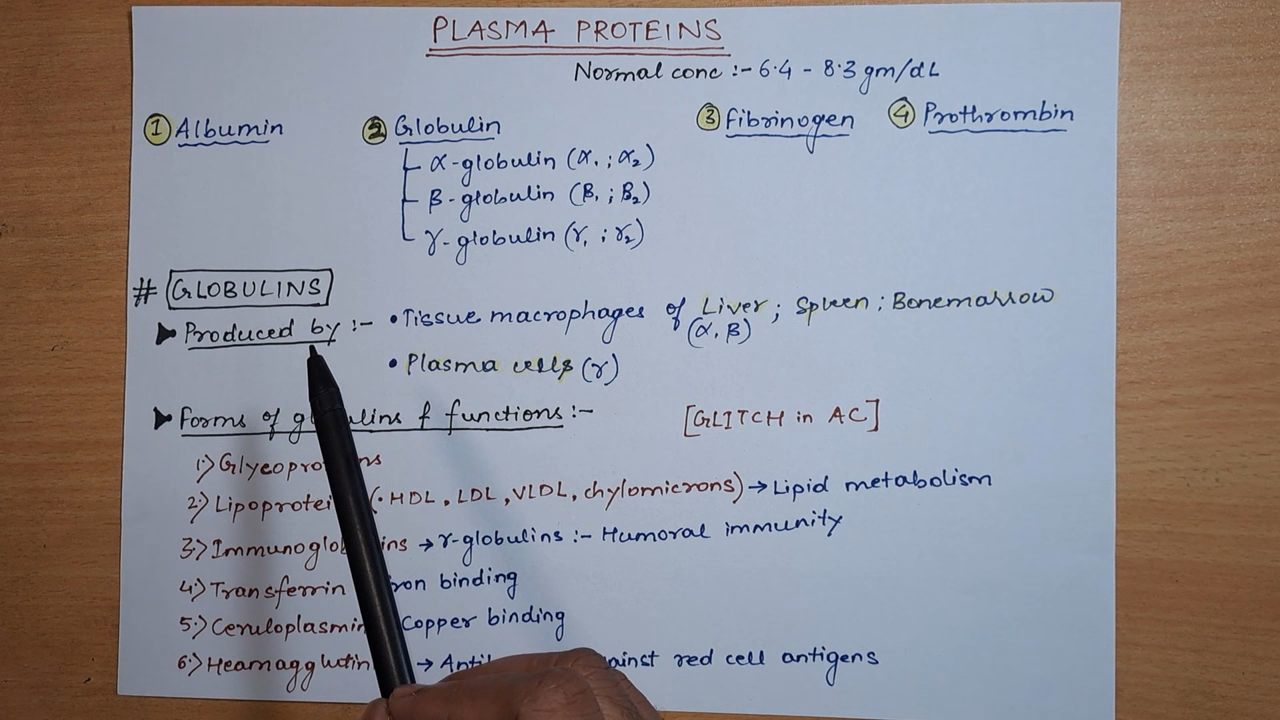 PLASMA PROTEINS
Normal conc :- 6.4 - 8.3 gm/dL
① Albumin ② Globulin ③ Fibrinogen ④ Prothrombin
α-globulin (α₁ ; α₂)
β-globulin (β₁ ; β₂)
γ-globulin (γ₁ ; γ₂)
# GLOBULINS
➤ Produced by :- • Tissue macrophages of Liver ; Spleen ; Bonemarrow
(α, β)
• Plasma cells (γ)
➤ Forms of globulins & functions :- [GLITCH in AC]
1.) Glycoproteins
2.) Lipoprotei (• HDL, LDL, VLDL, chylomicrons) → Lipid metabolism
3.) Immunoglobulins → γ-globulins :- Humoral immunity
4.) Transferrin iron binding
5.) Ceruloplasmin Copper binding
6.) Heamagglutin → Anti ainst red cell antigens